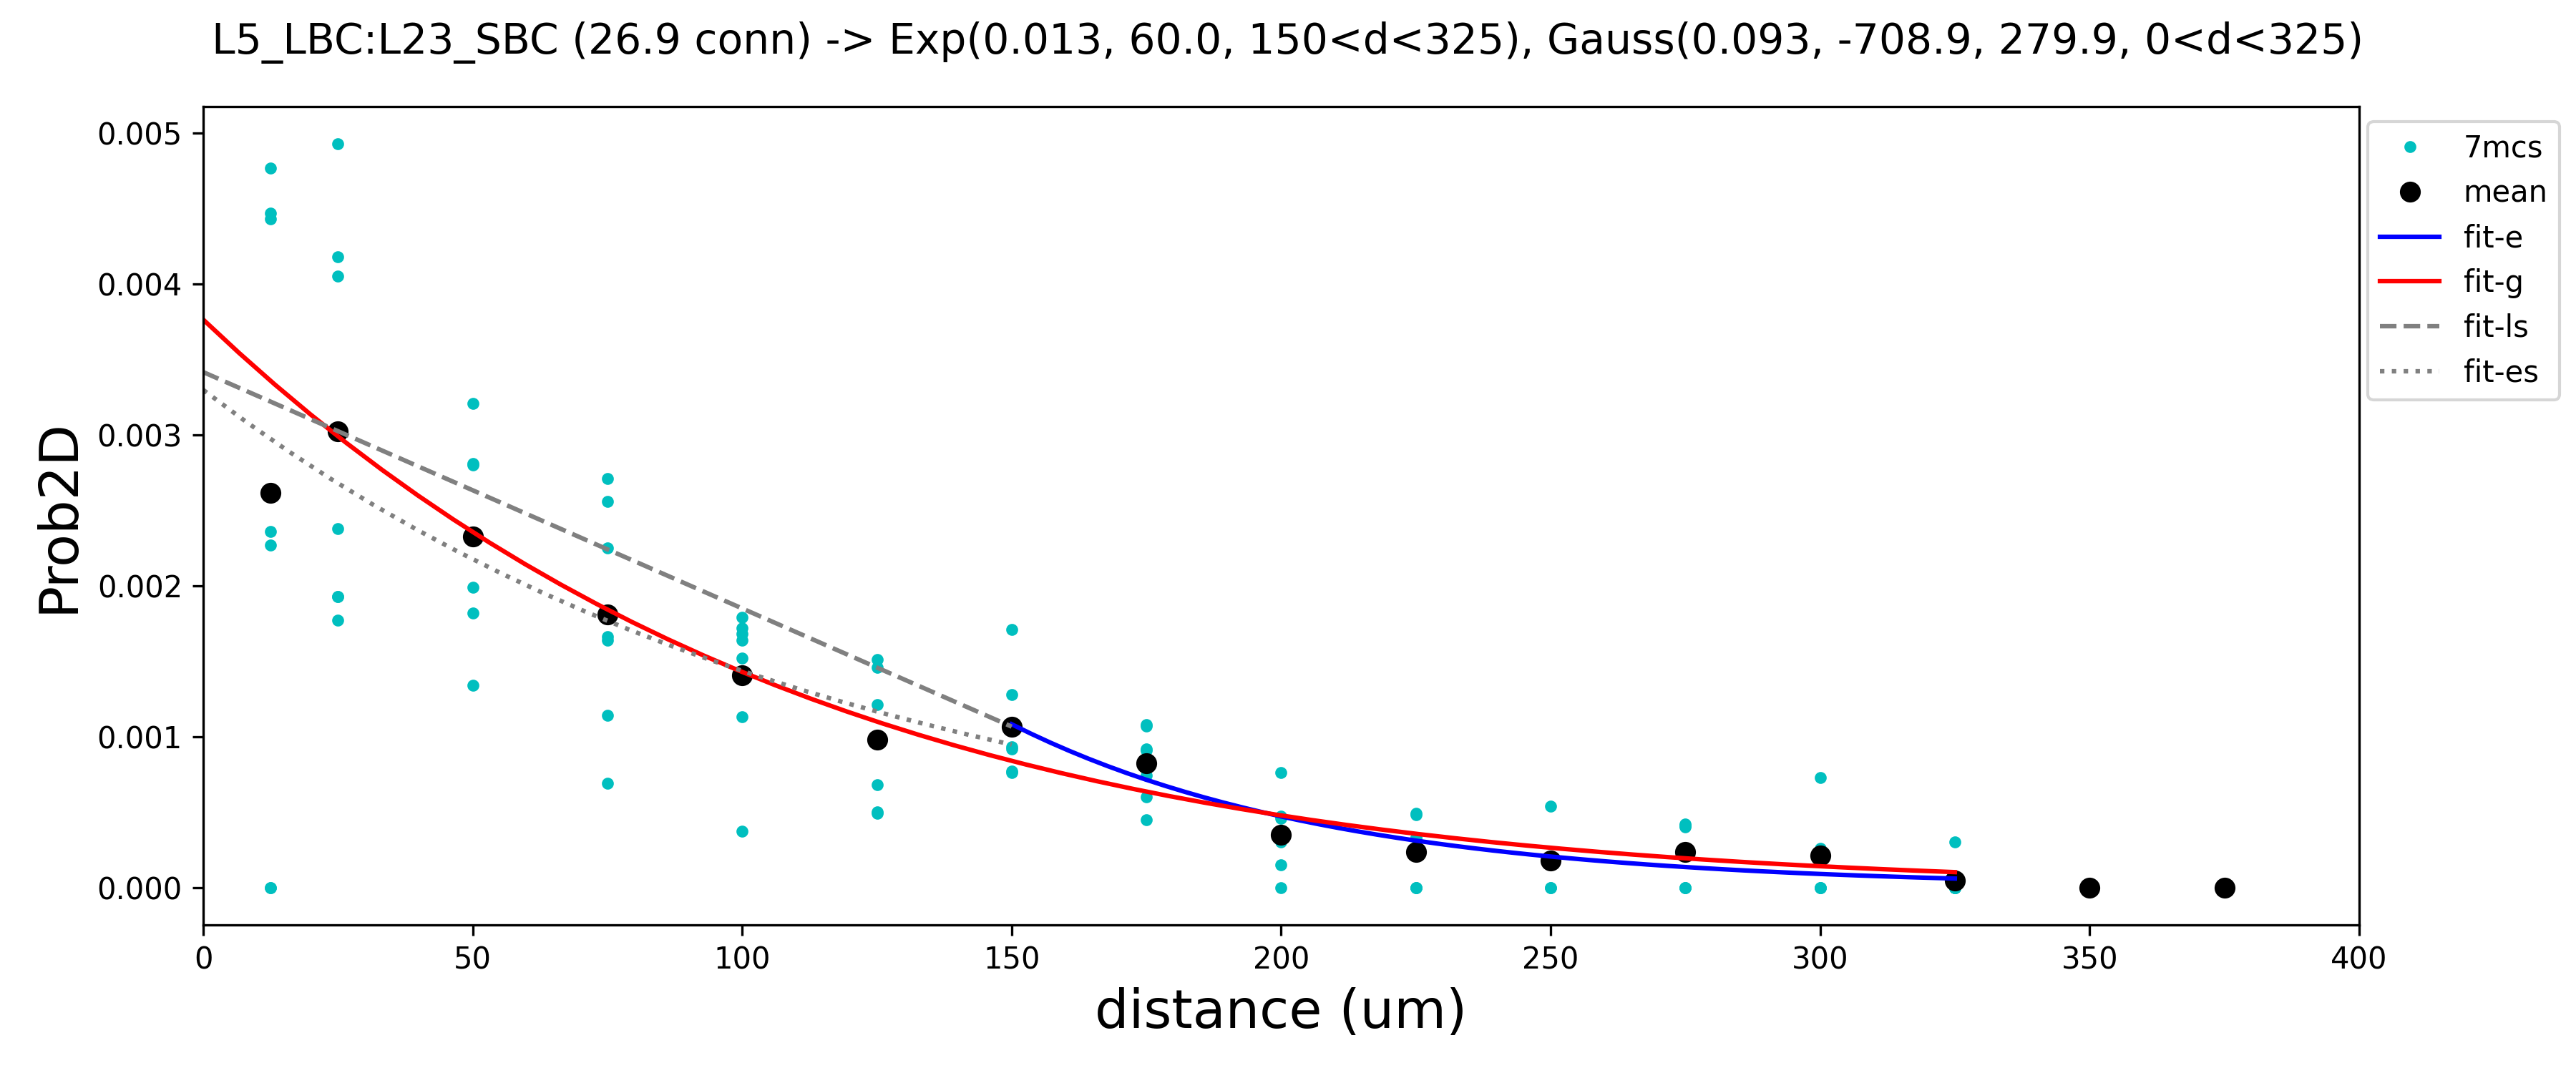 L5_LBC:L23_SBC (26.9 conn) -> Exp(0.013, 60.0, 150<d<325), Gauss(0.093, -708.9, 279.9, 0<d<325)
0.005
0.004
0.003
0.002
0.001
0.000
Prob2D
0 50 100 150 200 250 300 350 400
distance (um)
7mcs
mean
fit-e
fit-g
fit-ls
fit-es